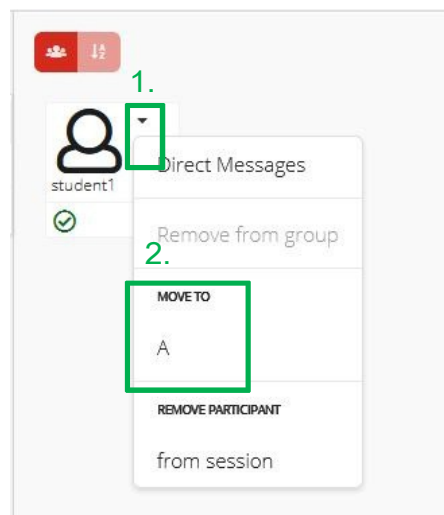 1.
student1
Direct Messages
Remove from group
2.
MOVE TO
A
REMOVE PARTICIPANT
from session